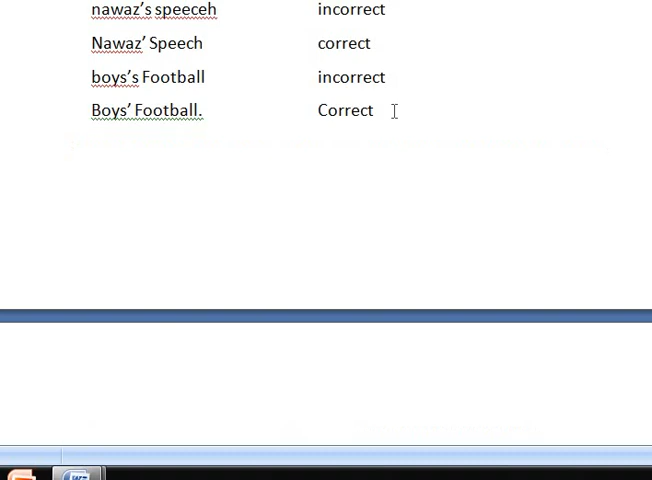 nawaz’s speeceh incorrect
Nawaz’ Speech correct
boys’s Football incorrect
Boys’ Football. Correct